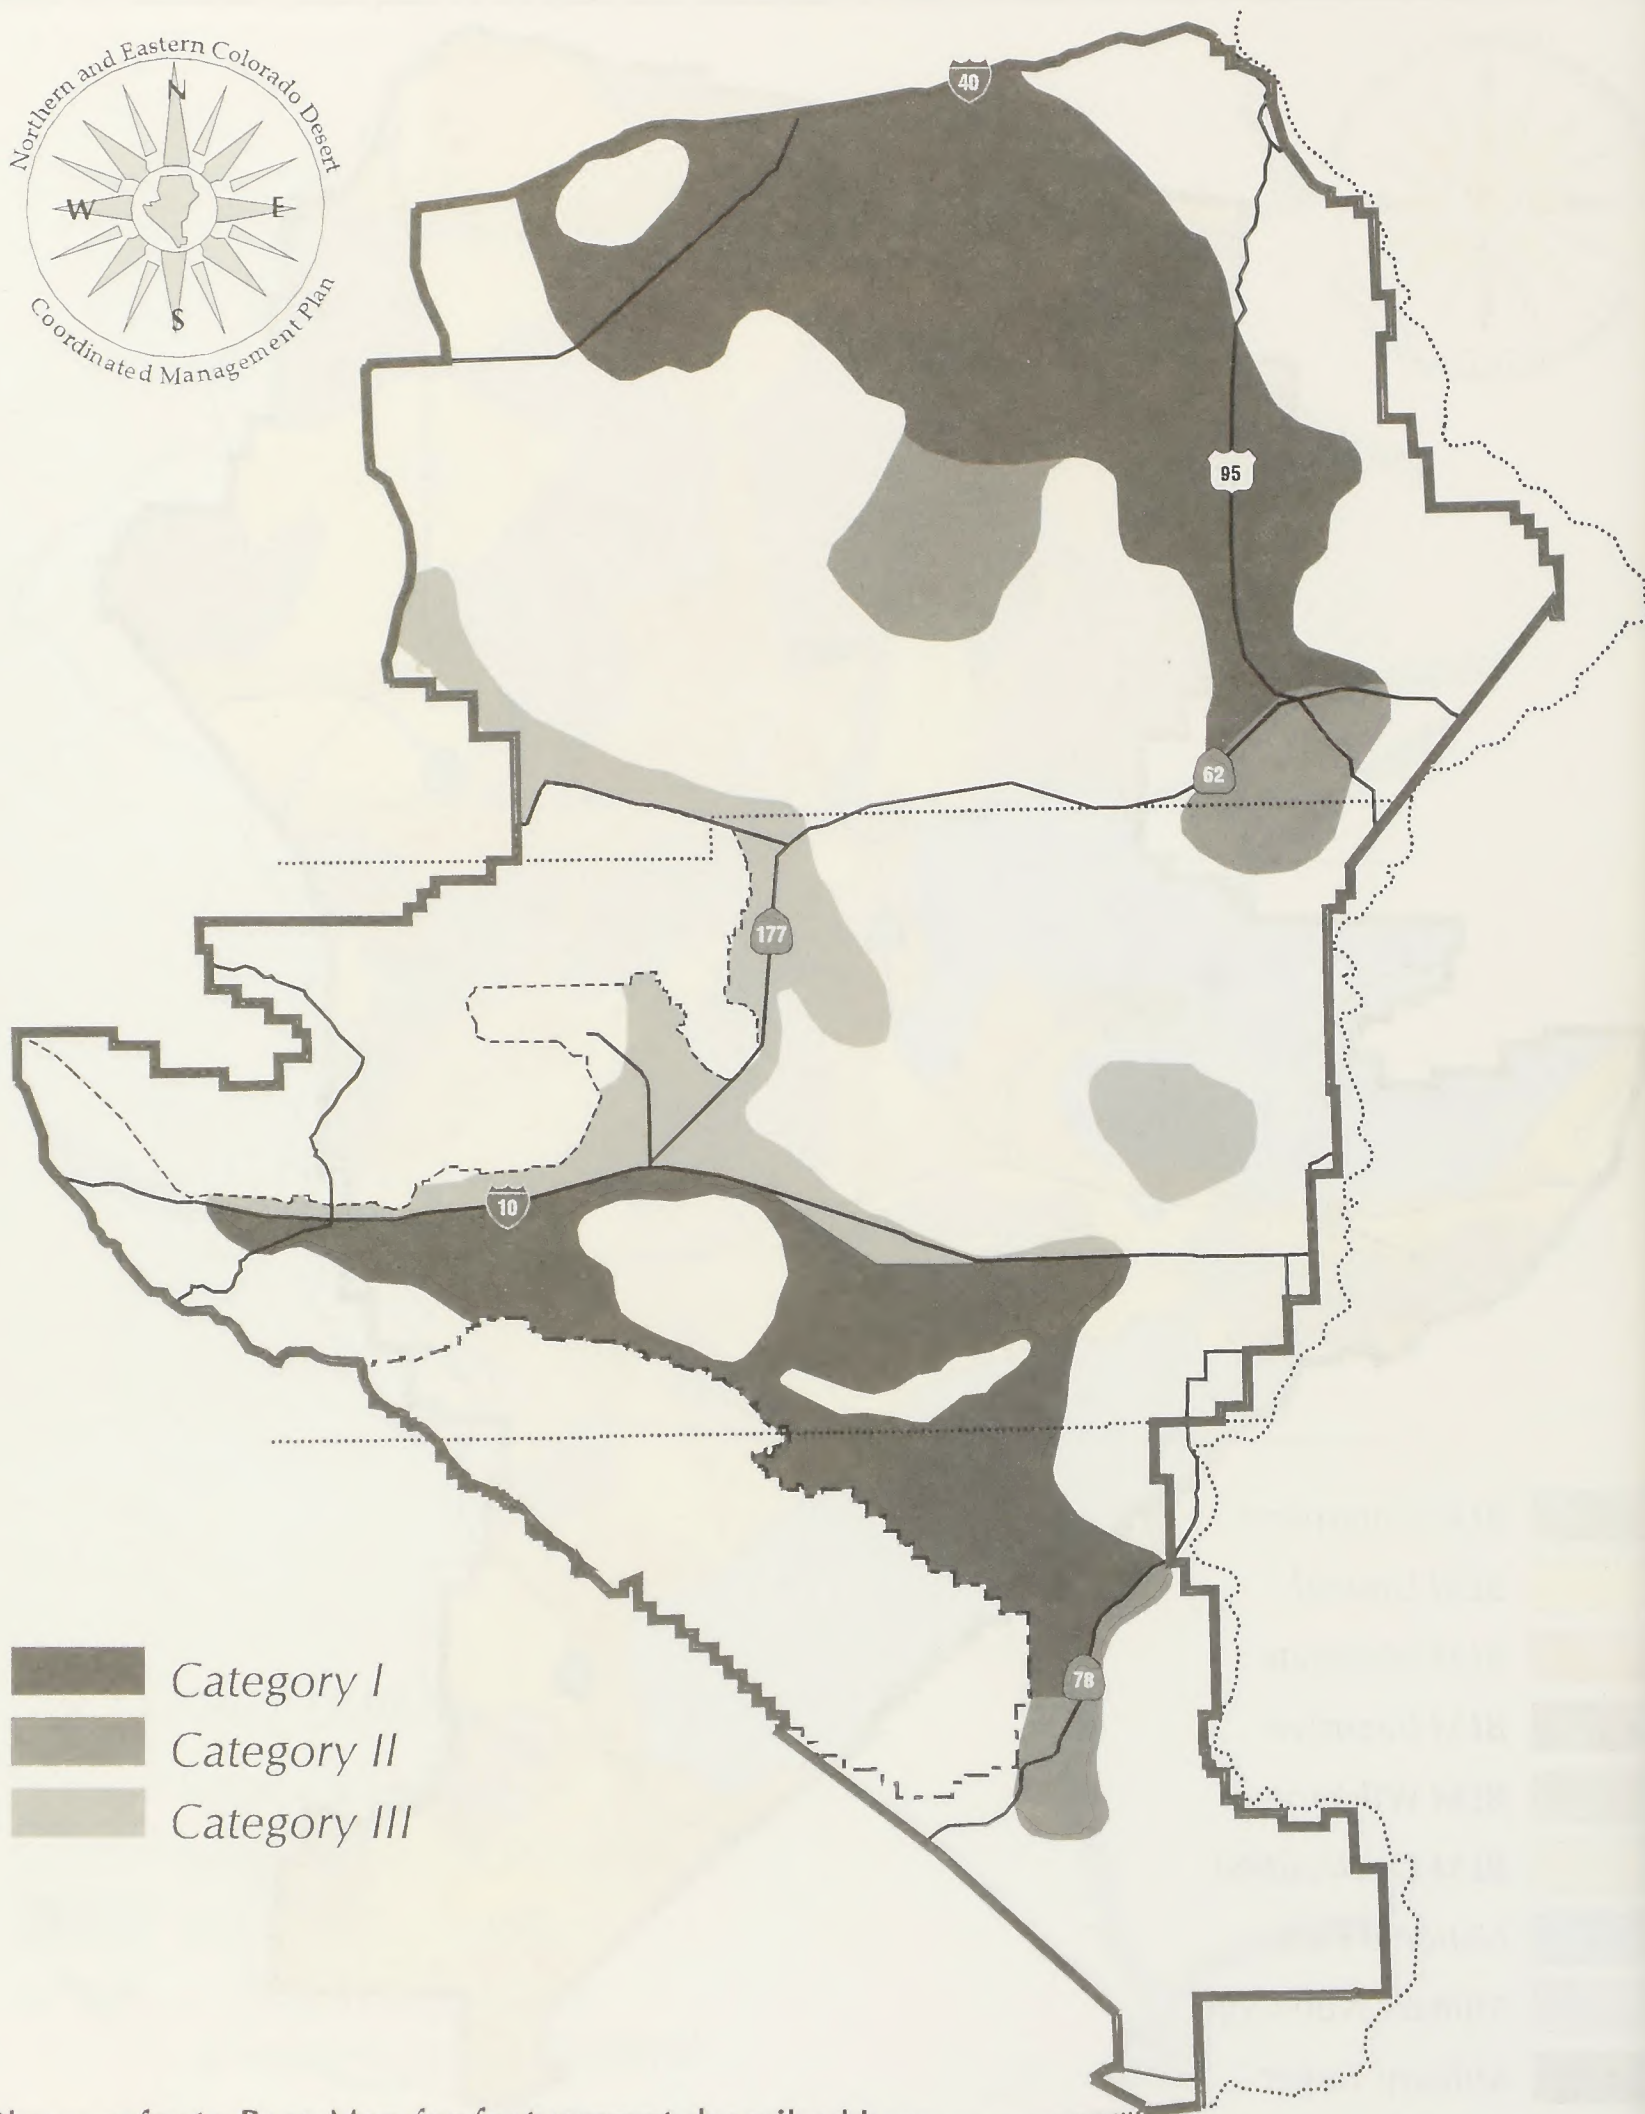 Northern and Eastern Colorado Desert
N
W
E
S
Coordinated Management Plan
40
95
62
177
10
78
Category I
Category II
Category III